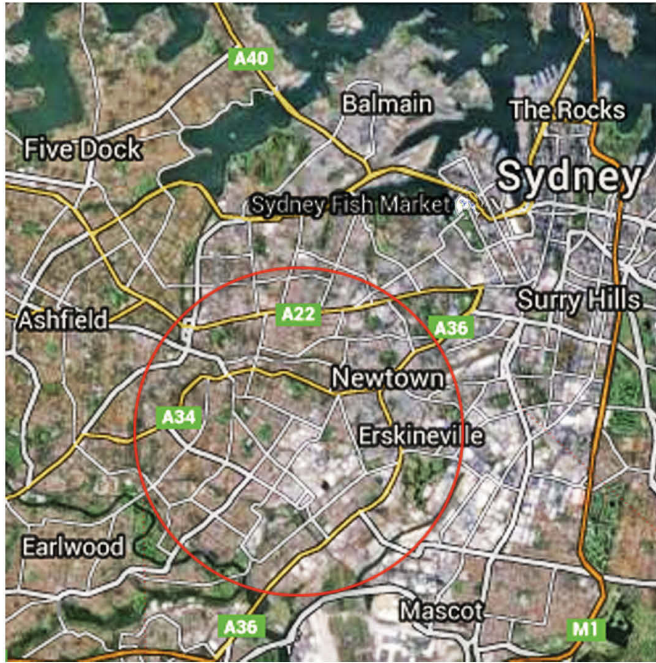 A40
Balmain
The Rocks
Five Dock
Sydney
Sydney Fish Market
A22
Surry Hills
Ashfield
A36
Newtown
A34
Erskineville
Earlwood
Mascot
A36
M1